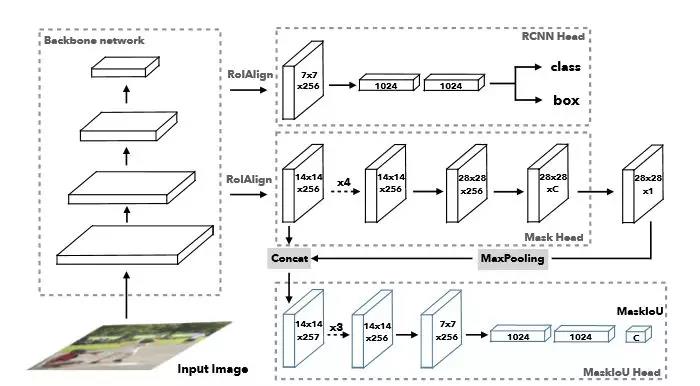 Backbone network
RCNN Head
RoIAlign
7x7
x256
1024
1024
class
box
RoIAlign
14x14
x256
x4
14x14
x256
28x28
x256
28x28
xC
28x28
x1
Mask Head
Concat
MaxPooling
14x14
x257
x3
14x14
x256
7x7
x256
1024
1024
MazkIoU
C
MazkIoU Head
Input Image